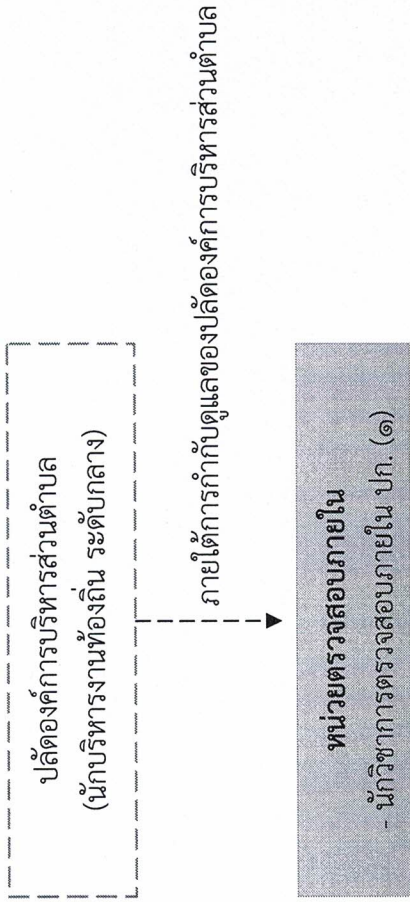 ปลัดองค์การบริหารส่วนตำบล
(นักบริหารงานท้องถิ่น ระดับกลาง)
ภายใต้การกำกับดูแลของปลัดองค์การบริหารส่วนตำบล
หน่วยตรวจสอบภายใน
- นักวิชาการตรวจสอบภายใน ปก. (๑)